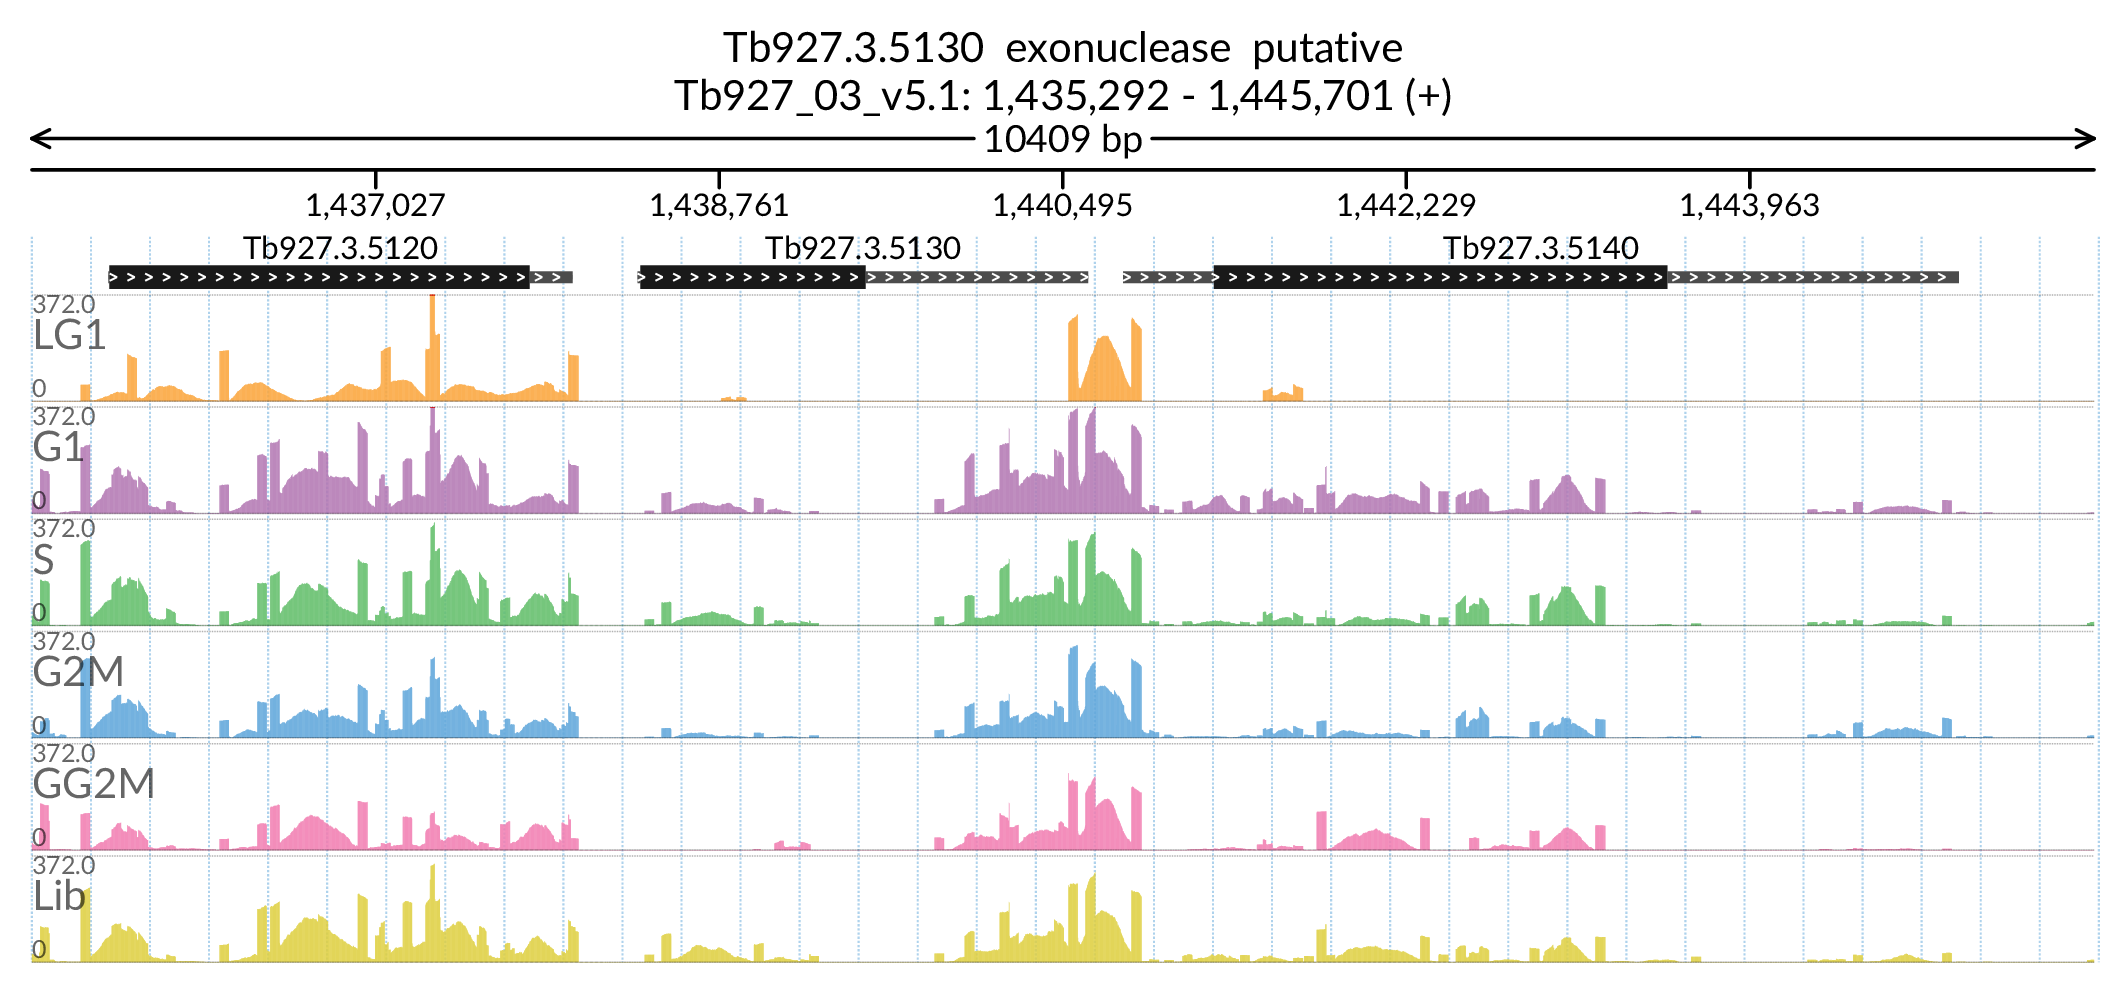 Tb927.3.5130 exonuclease putative
Tb927_03_v5.1: 1,435,292 - 1,445,701 (+)
10409 bp
1,437,027 1,438,761 1,440,495 1,442,229 1,443,963
Tb927.3.5120 Tb927.3.5130 Tb927.3.5140
372.0
LG1
0
372.0
G1
0
372.0
S
0
372.0
G2M
0
372.0
GG2M
0
372.0
Lib
0